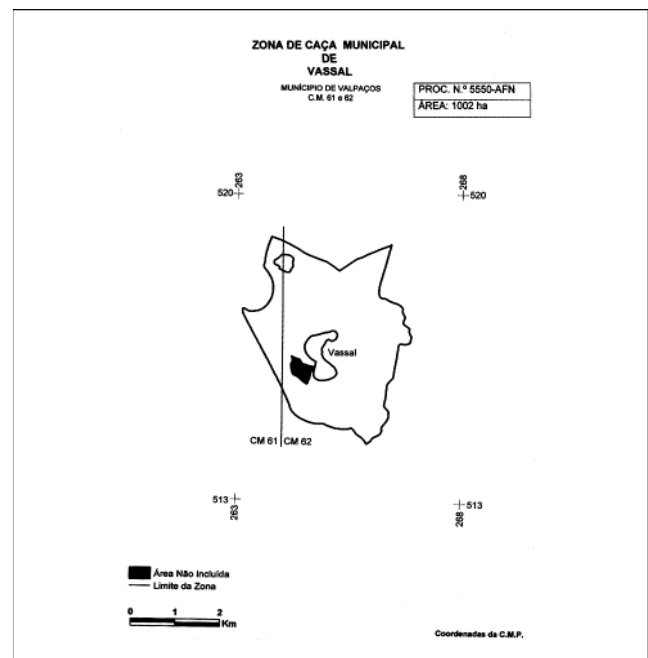 ZONA DE CAÇA MUNICIPAL
DE
VASSAL
MUNÍCIPIO DE VALPAÇOS
C.M. 61 e 62
PROC. N.º 5550-AFN
ÁREA: 1002 ha
520 263
268 520
Vassal
CM 61 CM 62
513 263
513 268
Área Não Incluída
Limite da Zona
0 1 2
Km
Coordenadas da C.M.P.